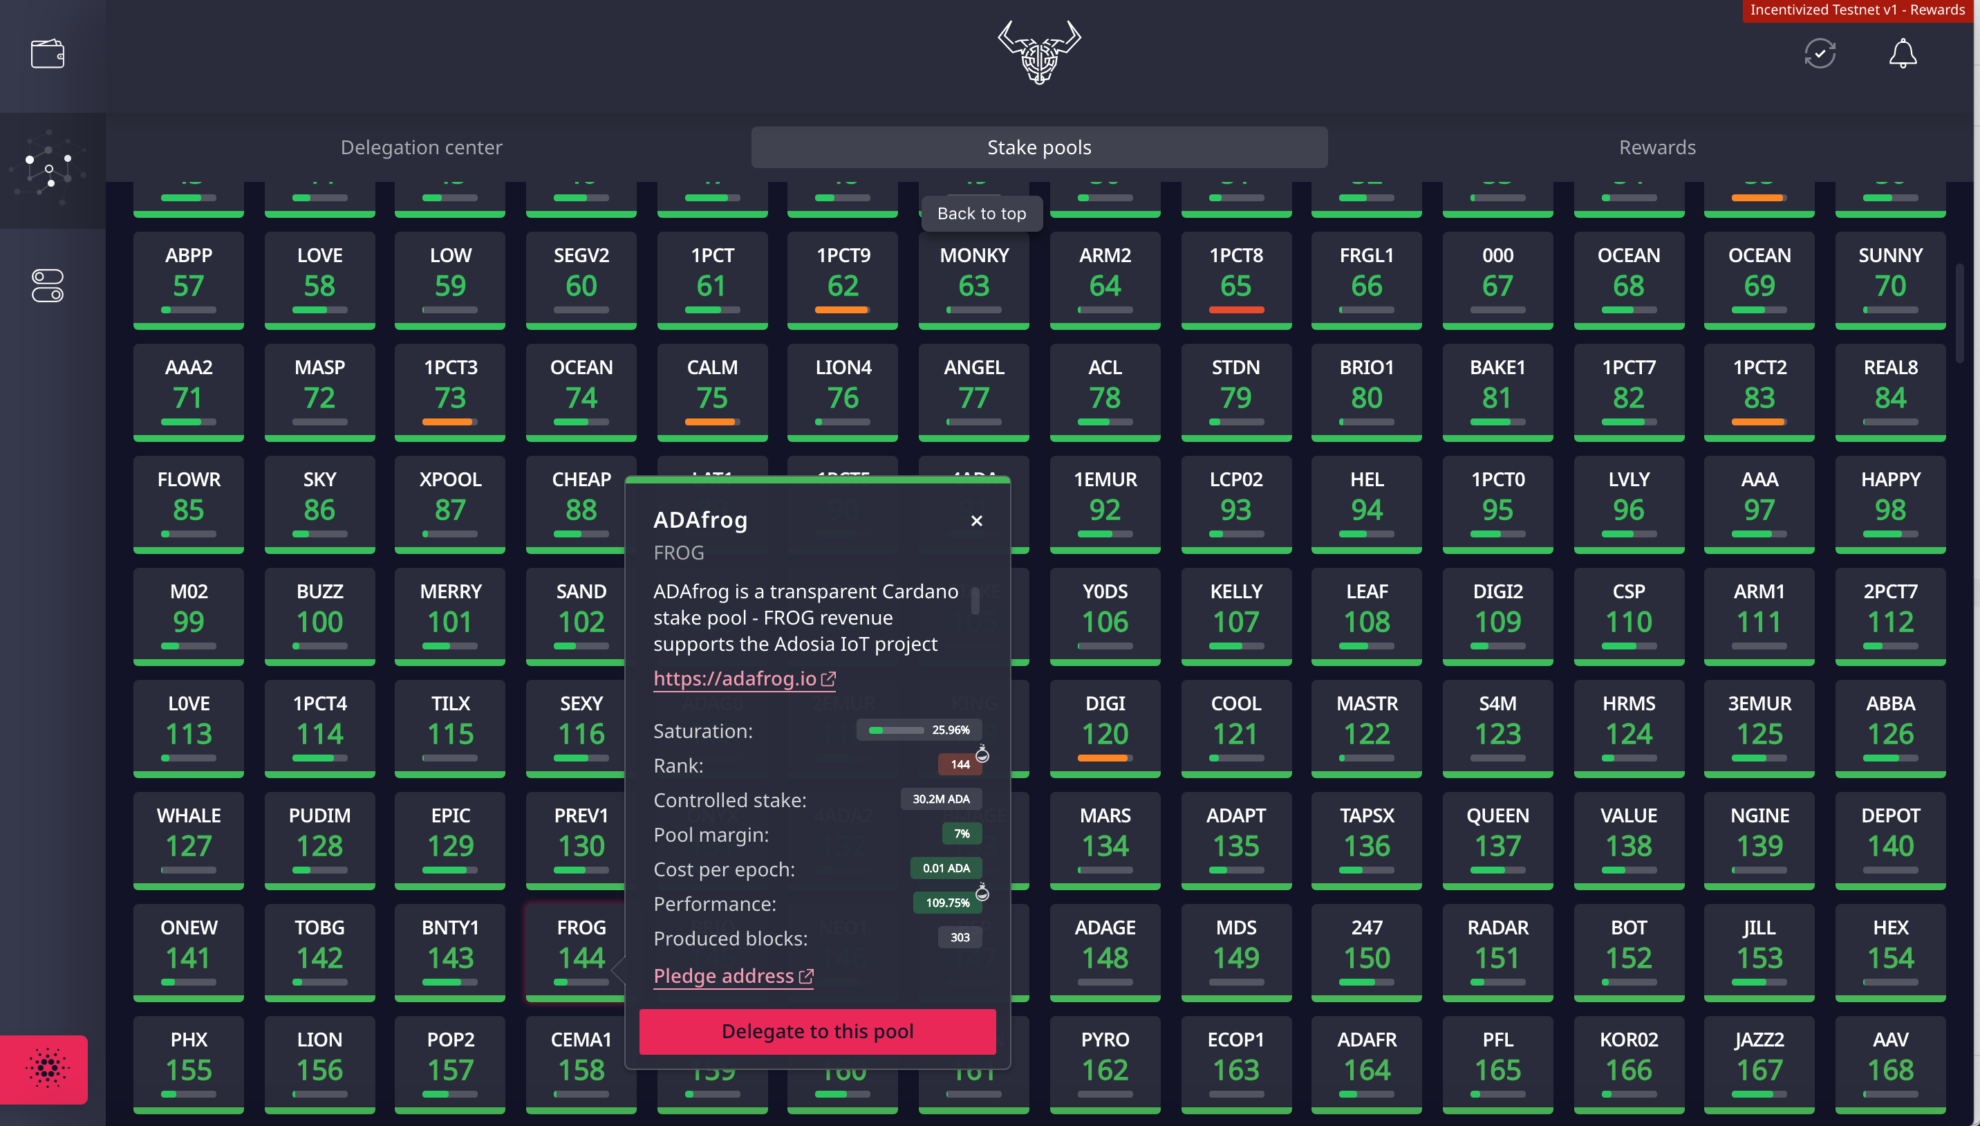 Incentivized Testnet v1 - Rewards
Delegation center Stake pools Rewards
Back to top
ABPP LOVE LOW SEGV2 1PCT 1PCT9 MONKY ARM2 1PCT8 FRGL1 000 OCEAN OCEAN SUNNY
57 58 59 60 61 62 63 64 65 66 67 68 69 70
AAA2 MASP 1PCT3 OCEAN CALM LION4 ANGEL ACL STDN BRIO1 BAKE1 1PCT7 1PCT2 REAL8
71 72 73 74 75 76 77 78 79 80 81 82 83 84
FLOWR SKY XPOOL CHEAP 1EMUR LCP02 HEL 1PCT0 LVLY AAA HAPPY
85 86 87 88 92 93 94 95 96 97 98
M02 BUZZ MERRY SAND Y0DS KELLY LEAF DIGI2 CSP ARM1 2PCT7
99 100 101 102 106 107 108 109 110 111 112
L0VE 1PCT4 TILX SEXY DIGI COOL MASTR S4M HRMS 3EMUR ABBA
113 114 115 116 120 121 122 123 124 125 126
WHALE PUDIM EPIC PREV1 MARS ADAPT TAPSX QUEEN VALUE NGINE DEPOT
127 128 129 130 134 135 136 137 138 139 140
ONEW TOBG BNTY1 FROG ADAGE MDS 247 RADAR BOT JILL HEX
141 142 143 144 148 149 150 151 152 153 154
PHX LION POP2 CEMA1 PYRO ECOP1 ADAFR PFL KOR02 JAZZ2 AAV
155 156 157 158 159 160 161 162 163 164 165 166 167 168
ADAfrog
FROG
ADAfrog is a transparent Cardano
stake pool - FROG revenue
supports the Adosia IoT project
https://adafrog.io
Saturation: 25.96%
Rank: 144
Controlled stake: 30.2M ADA
Pool margin: 7%
Cost per epoch: 0.01 ADA
Performance: 109.75%
Produced blocks: 303
Pledge address
Delegate to this pool